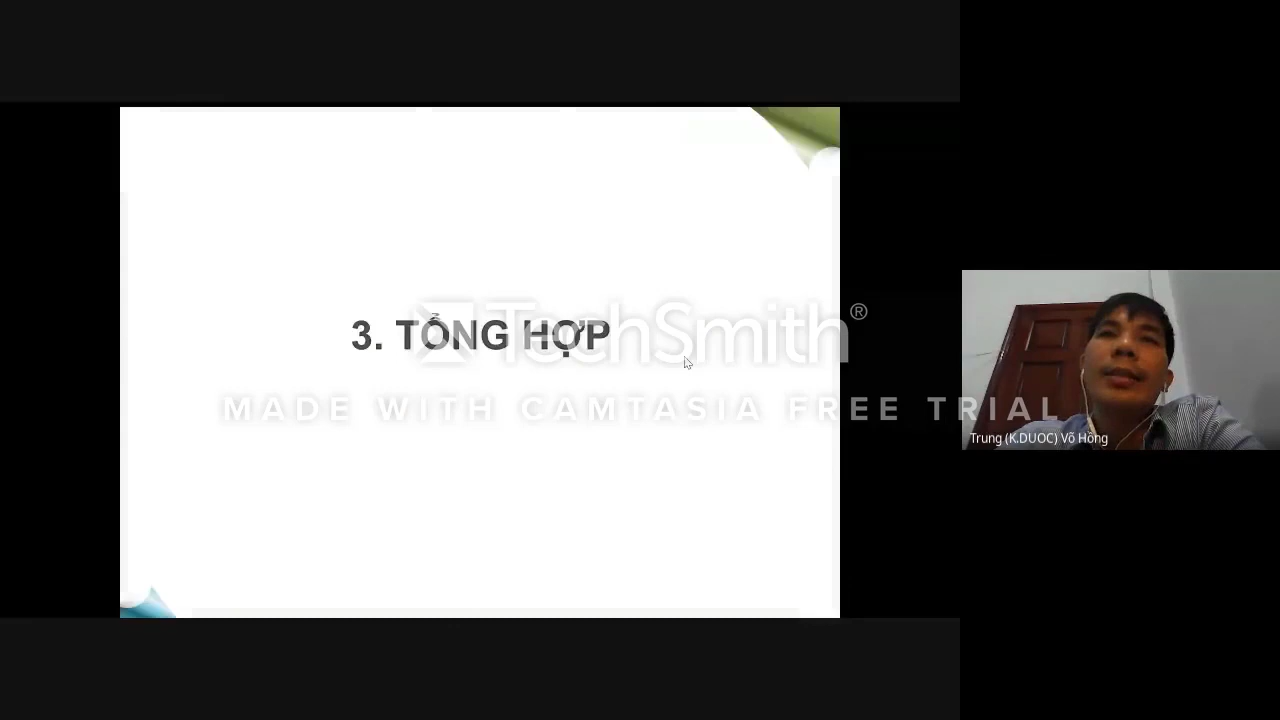 3. TỔNG HỢP
TechSmith®
MADE WITH CAMTASIA FREE TRIAL
Trung (K.DUOC) Võ Hồng